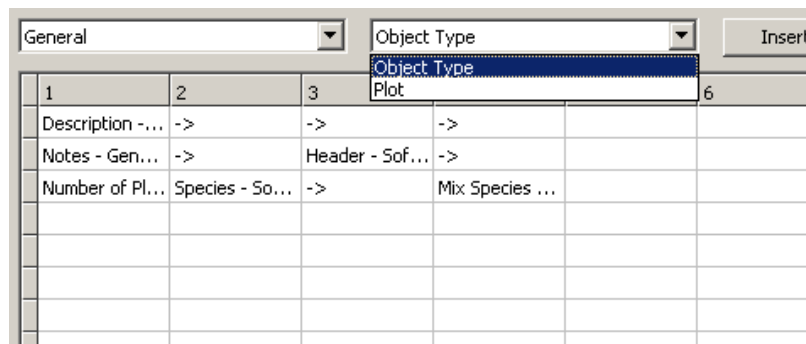 General Object Type Insert
Object Type
Plot
1 2 3 6
Description -... -> -> ->
Notes - Gen... -> Header - Sof... ->
Number of Pl... Species - So... -> Mix Species ...